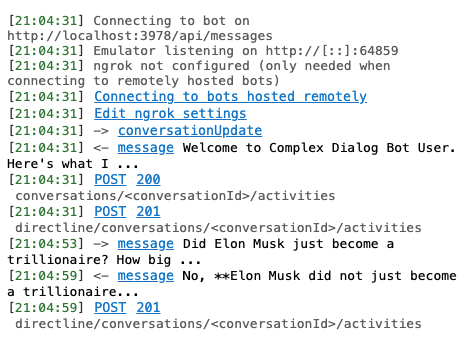 [21:04:31] Connecting to bot on
http://localhost:3978/api/messages
[21:04:31] Emulator listening on http://[::]:64859
[21:04:31] ngrok not configured (only needed when
connecting to remotely hosted bots)
[21:04:31] Connecting to bots hosted remotely
[21:04:31] Edit ngrok settings
[21:04:31] -> conversationUpdate
[21:04:31] <- message Welcome to Complex Dialog Bot User.
Here's what I ...
[21:04:31] POST 200
conversations/<conversationId>/activities
[21:04:31] POST 201
directline/conversations/<conversationId>/activities
[21:04:53] -> message Did Elon Musk just become a
trillionaire? How big ...
[21:04:59] <- message No, **Elon Musk did not just become
a trillionaire...
[21:04:59] POST 201
directline/conversations/<conversationId>/activities